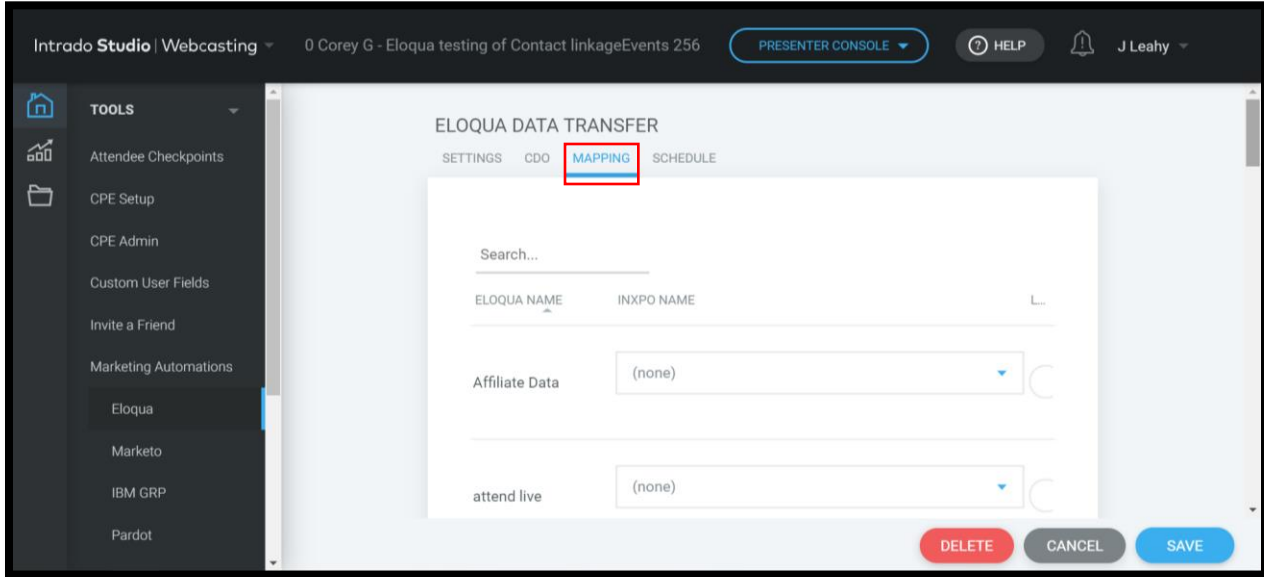 Intrado Studio | Webcasting
0 Corey G - Eloqua testing of Contact linkageEvents 256
PRESENTER CONSOLE
? HELP
J Leahy
TOOLS
Attendee Checkpoints
CPE Setup
CPE Admin
Custom User Fields
Invite a Friend
Marketing Automations
Eloqua
Marketo
IBM GRP
Pardot
ELOQUA DATA TRANSFER
SETTINGS CDO MAPPING SCHEDULE
Search...
ELOQUA NAME INXPO NAME L...
Affiliate Data (none)
attend live (none)
DELETE CANCEL SAVE